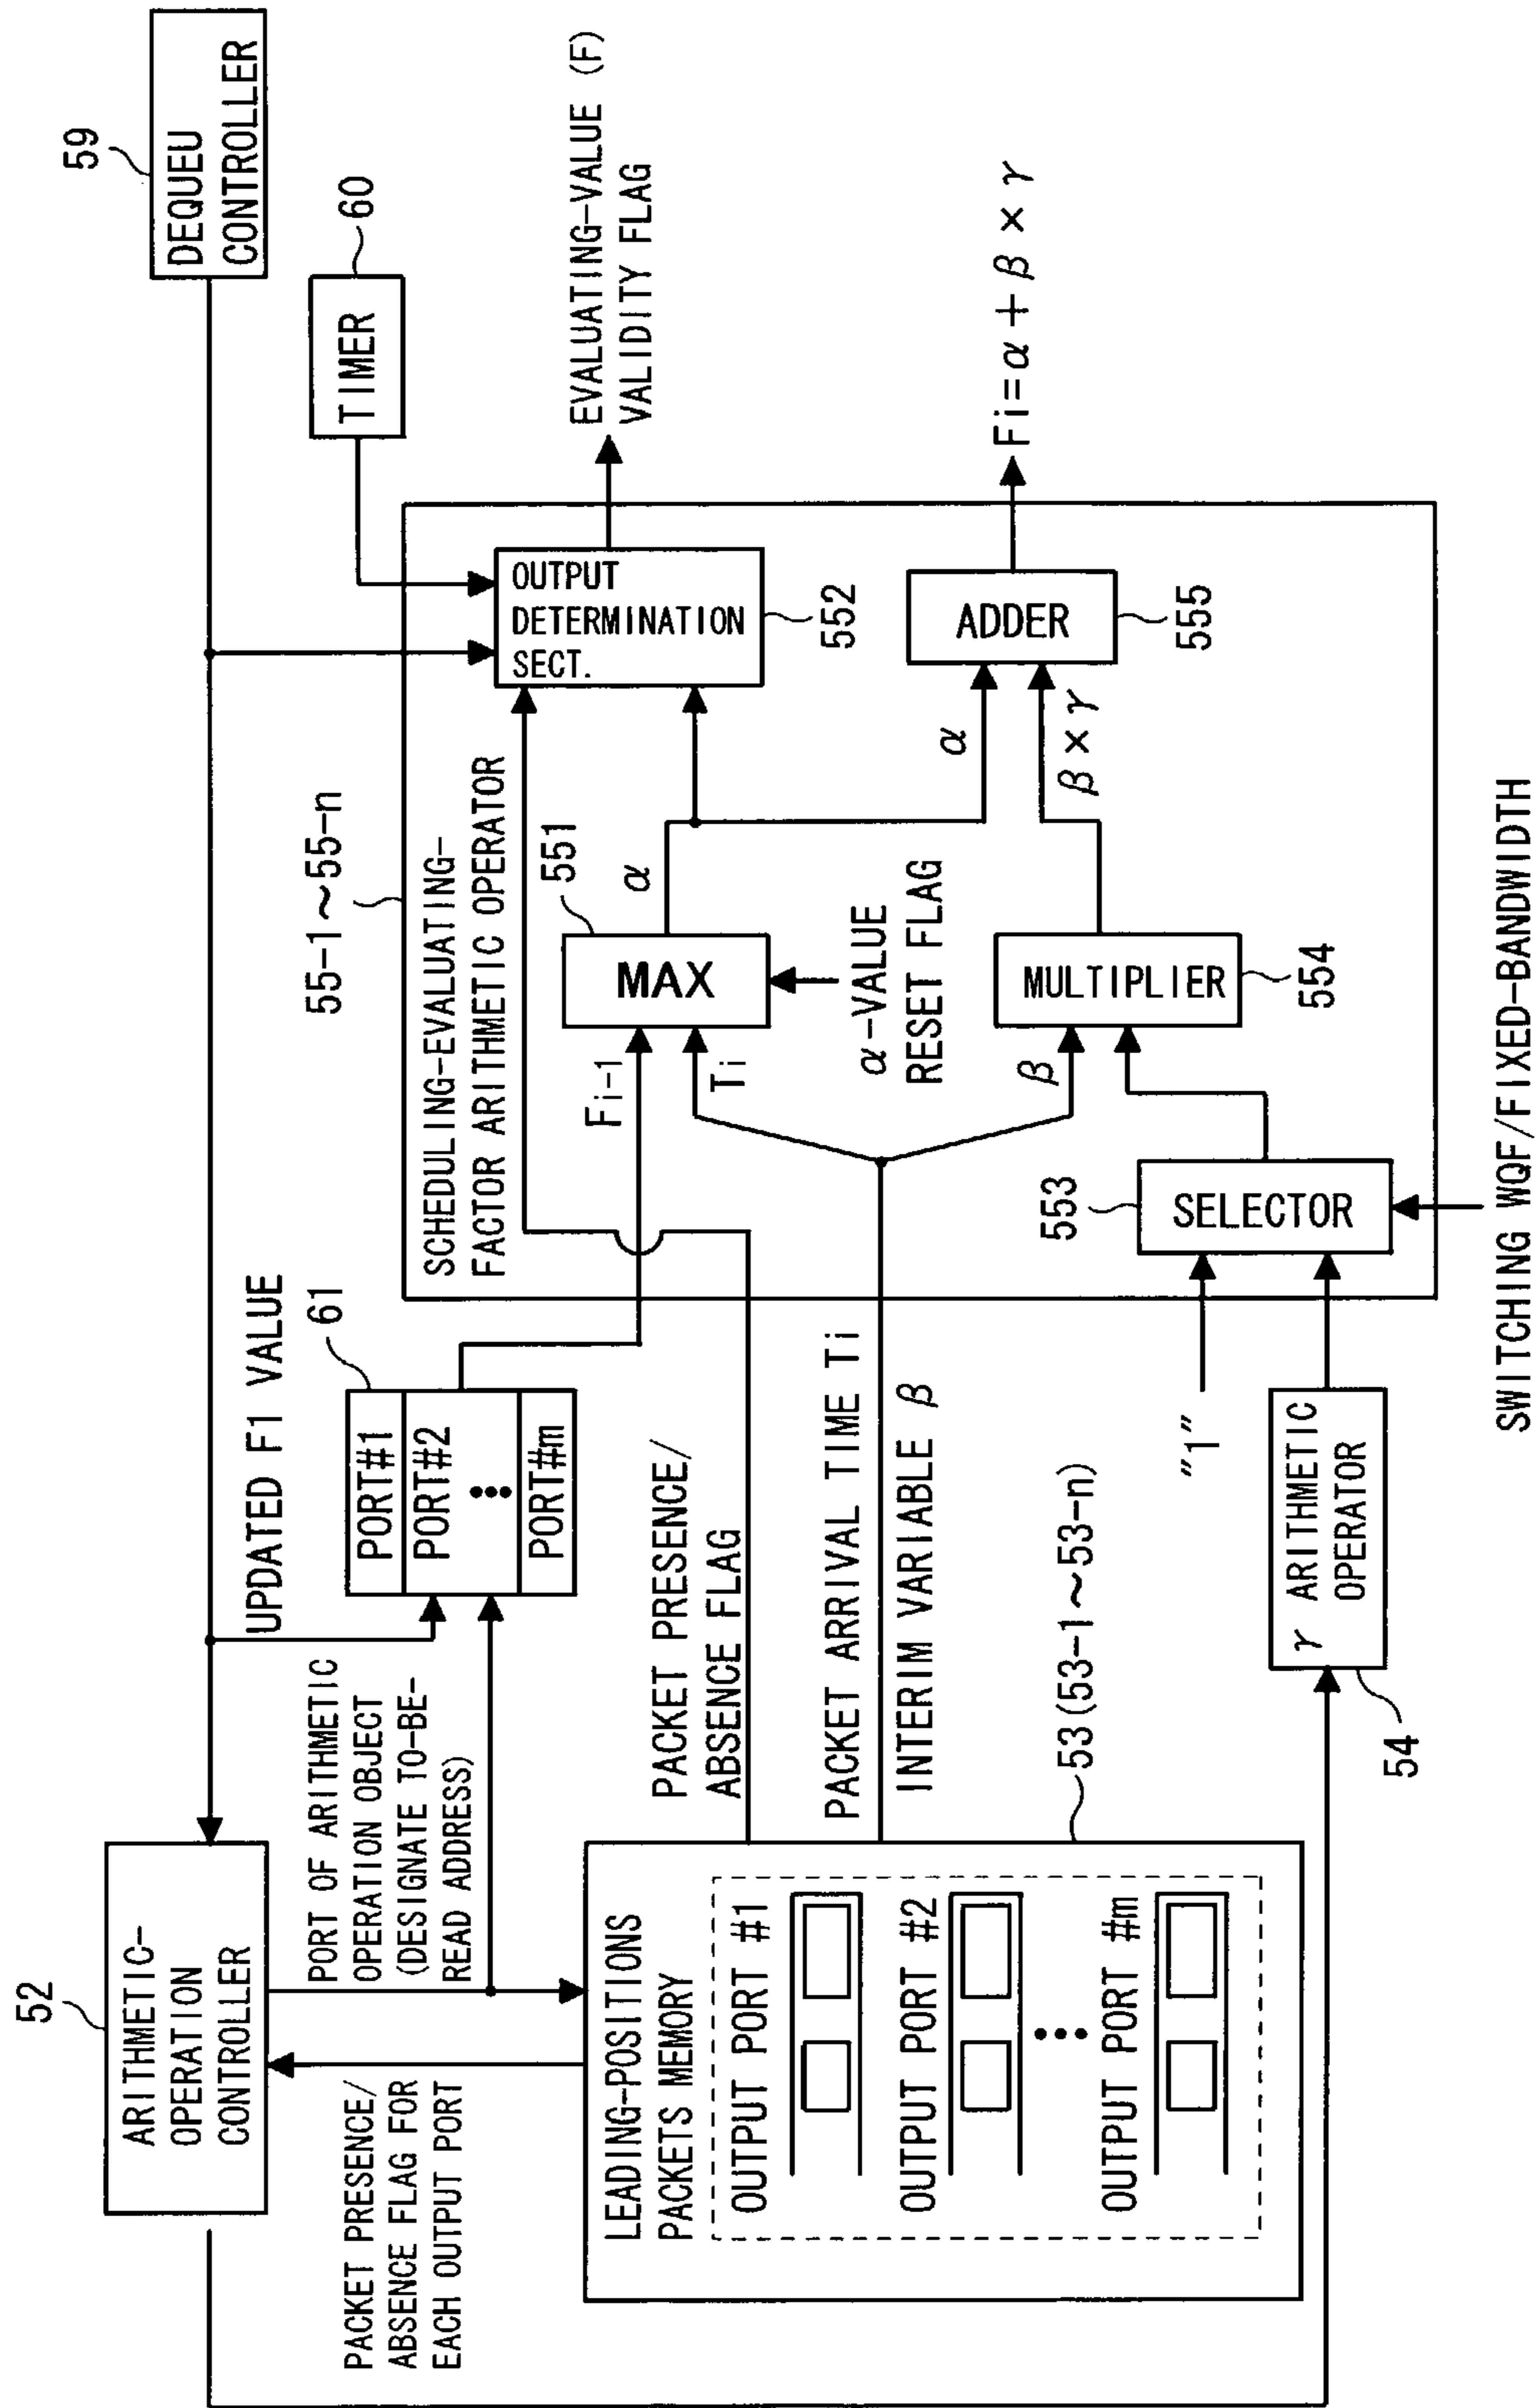 59
DEQUEU
CONTROLLER
60
TIMER
52
ARITHMETIC-
OPERATION
CONTROLLER
UPDATED F1 VALUE
PORT OF ARITHMETIC
OPERATION OBJECT
(DESIGNATE TO-BE-
READ ADDRESS)
61
PORT#1
PORT#2
PORT#m
PACKET PRESENCE/
ABSENCE FLAG FOR
EACH OUTPUT PORT
LEADING-POSITIONS
PACKETS MEMORY
OUTPUT PORT #1
OUTPUT PORT #2
OUTPUT PORT #m
53(53-1~53-n)
PACKET PRESENCE/
ABSENCE FLAG
PACKET ARRIVAL TIME Ti
INTERIM VARIABLE β
γ ARITHMETIC
OPERATOR
54
55-1~55-n
SCHEDULING-EVALUATING-
FACTOR ARITHMETIC OPERATOR
Fi-1
Ti
551
MAX
α
α-VALUE
RESET FLAG
OUTPUT
DETERMINATION
SECT.
552
EVALUATING-VALUE (F)
VALIDITY FLAG
"1"
553
SELECTOR
SWITCHING WQF/FIXED-BANDWIDTH
β
MULTIPLIER
554
α
β×γ
ADDER
555
Fi=α+β×γ